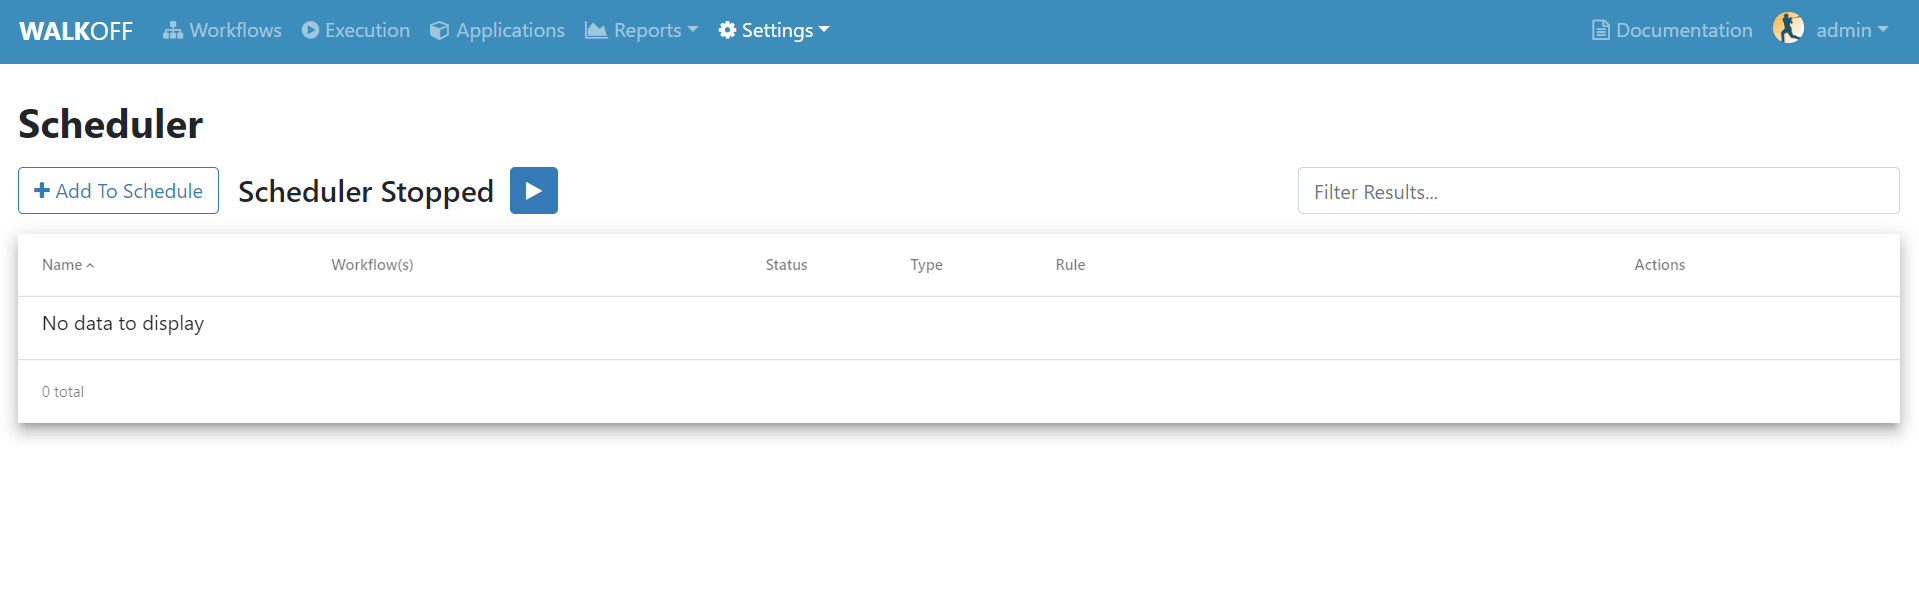 WALKOFF Workflows Execution Applications Reports Settings Documentation admin
Scheduler
Add To Schedule Scheduler Stopped Filter Results...
Name Workflow(s) Status Type Rule Actions
No data to display
0 total